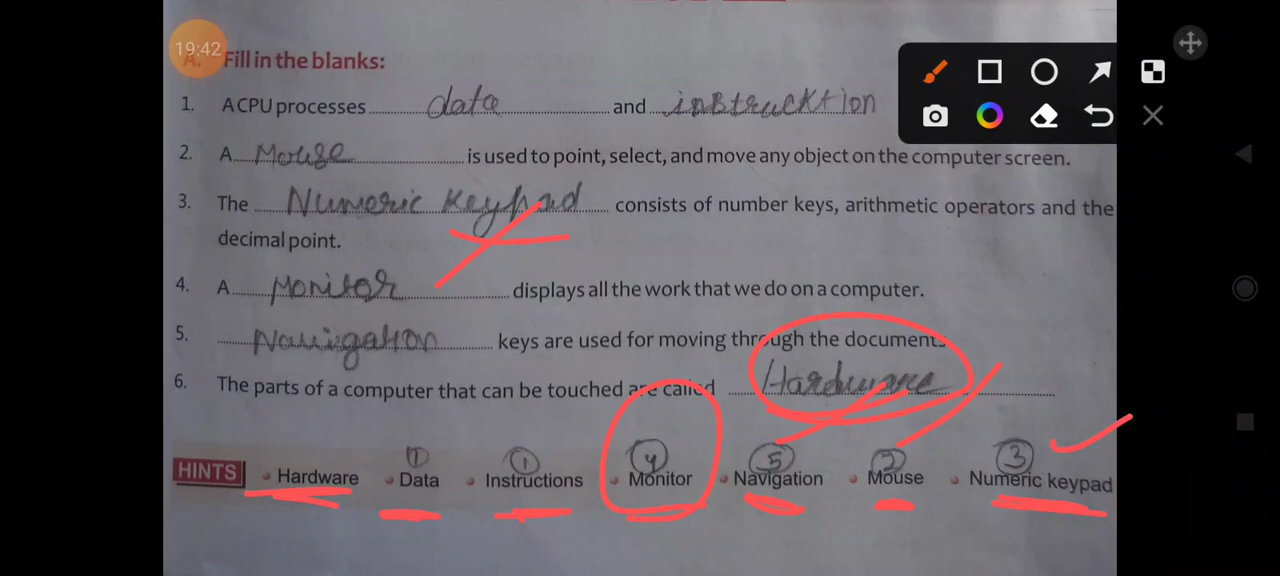 19:42
A. Fill in the blanks:
1. A CPU processes data and instrucktion
2. A Mouse is used to point, select, and move any object on the computer screen.
3. The Numeric Keypad consists of number keys, arithmetic operators and the
decimal point.
4. A Monitor displays all the work that we do on a computer.
5. Navigation keys are used for moving through the documents
6. The parts of a computer that can be touched are called Hardware
1 1 4 5 2 3
HINTS • Hardware • Data • Instructions • Monitor • Navigation • Mouse • Numeric keypad